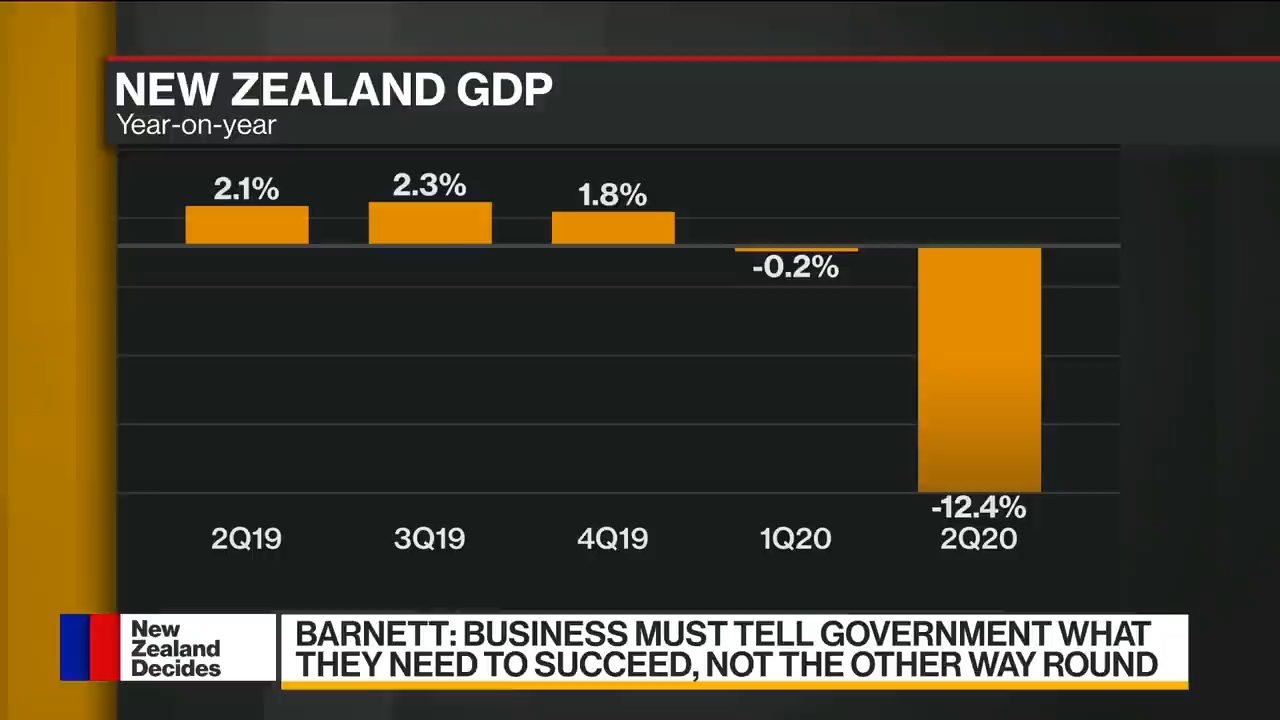 NEW ZEALAND GDP
Year-on-year
2.1%
2.3%
1.8%
-0.2%
-12.4%
2Q19
3Q19
4Q19
1Q20
2Q20
New
Zealand
Decides
BARNETT: BUSINESS MUST TELL GOVERNMENT WHAT
THEY NEED TO SUCCEED, NOT THE OTHER WAY ROUND